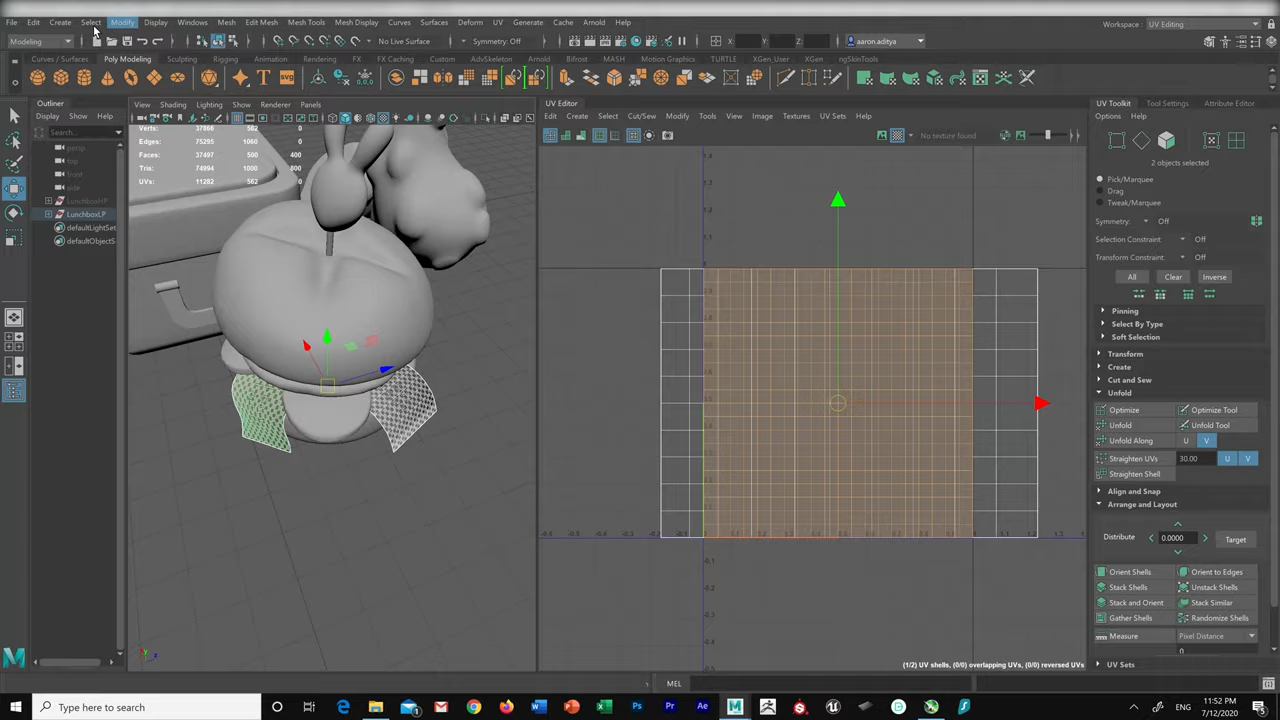 File Edit Create Select Modify Display Windows Mesh Edit Mesh Mesh Tools Mesh Display Curves Surfaces Deform UV Generate Cache Arnold Help
Workspace : UV Editing
Modeling
No Live Surface
Symmetry: Off
X:
Y:
Z:
aaron.aditya
Curves / Surfaces Poly Modeling Sculpting Rigging Animation Rendering FX FX Caching Custom AdvSkeleton Arnold Bifrost MASH Motion Graphics TURTLE XGen_User XGen ngSkinTools
Outliner
Display Show Help
Search...
persp
top
front
side
LunchboxHP
LunchboxLP
defaultLightSet
defaultObjectS
View Shading Lighting Show Renderer Panels
Verts: 37866 562 0
Edges: 75295 1060 0
Faces: 37497 500 400
Tris: 74994 1000 800
UVs: 11282 562 0
UV Editor
Edit Create Select Cut/Sew Modify Tools View Image Textures UV Sets Help
No texture found
(1/2) UV shells, (0/0) overlapping UVs, (0/0) reversed UVs
UV Toolkit Tool Settings Attribute Editor
Options Help
2 objects selected
Pick/Marquee
Drag
Tweak/Marquee
Symmetry: Off
Selection Constraint Off
Transform Constraint: Off
All Clear Inverse
Pinning
Select By Type
Soft Selection
Transform
Create
Cut and Sew
Unfold
Optimize Optimize Tool
Unfold Unfold Tool
Unfold Along U V
Straighten UVs 30.00 U V
Straighten Shell
Align and Snap
Arrange and Layout
Distribute 0.0000 Target
Orient Shells Orient to Edges
Stack Shells Unstack Shells
Stack and Orient Stack Similar
Gather Shells Randomize Shells
Measure Pixel Distance
0
UV Sets
MEL
Type here to search
ENG
11:52 PM
7/12/2020